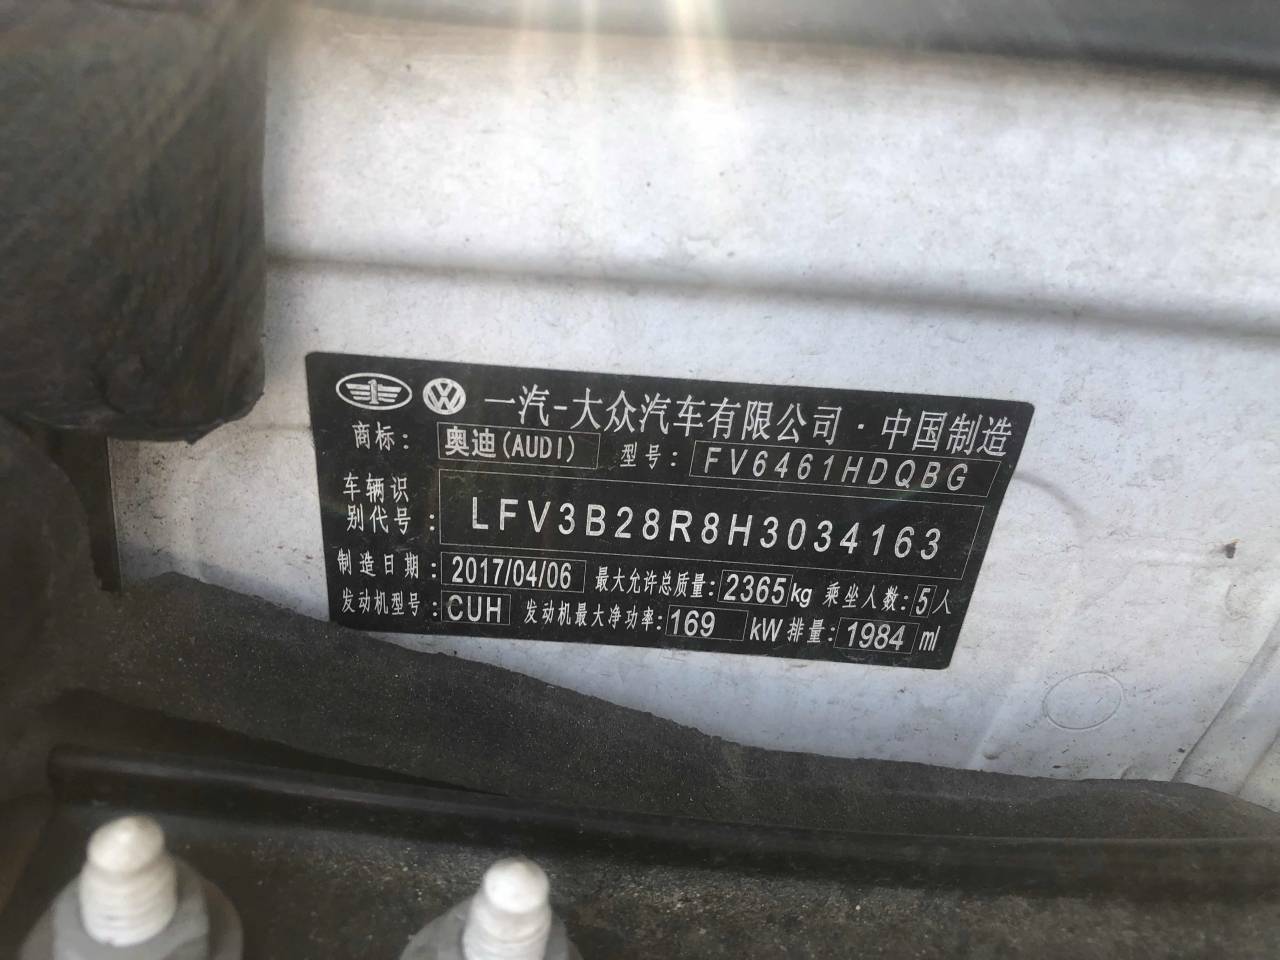 一汽-大众汽车有限公司·中国制造
商标: 奥迪(AUDI) 型号: FV6461HDQBG
车辆识
别代号: LFV3B28R8H3034163
制造日期: 2017/04/06 最大允许总质量: 2365kg 乘坐人数: 5人
发动机型号: CUH 发动机最大净功率: 169 kW 排量: 1984 ml